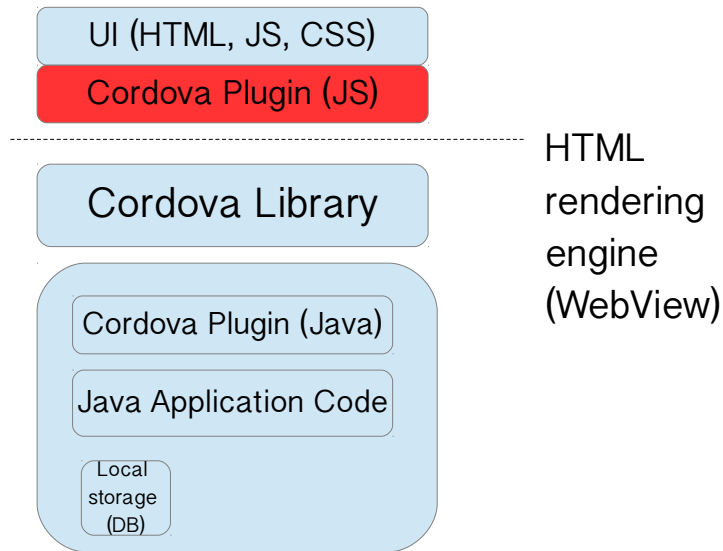 UI (HTML, JS, CSS)
Cordova Plugin (JS)
HTML
rendering
engine
(WebView)
Cordova Library
Cordova Plugin (Java)
Java Application Code
Local
storage
(DB)